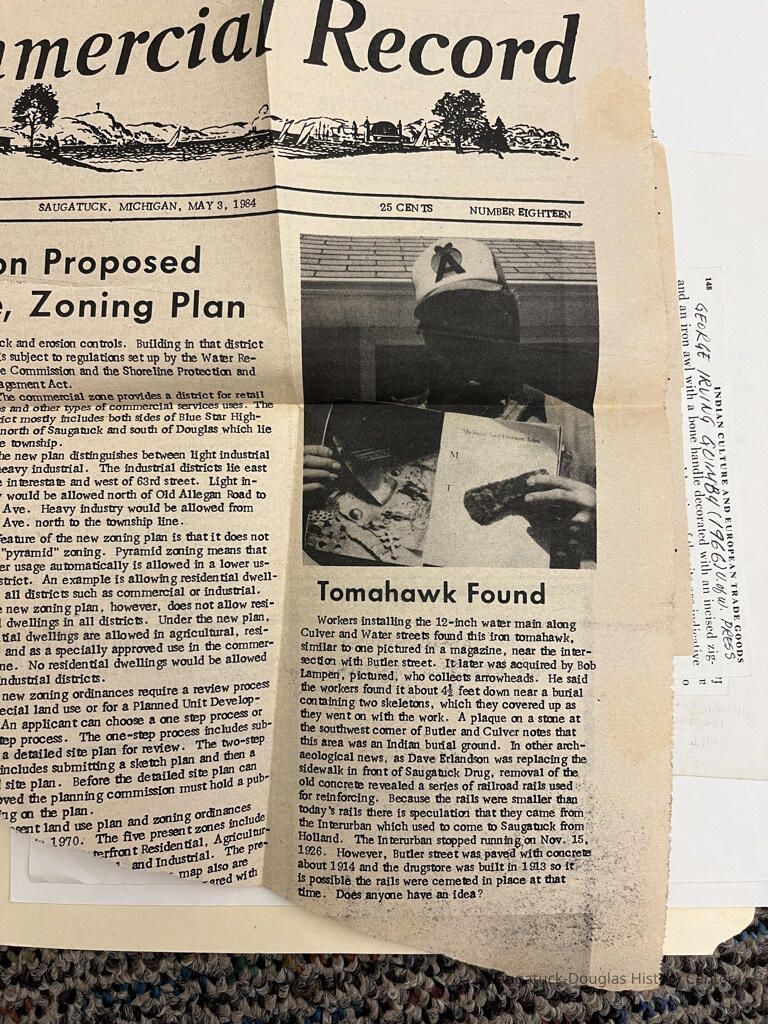 mmercial Record
SAUGATUCK, MICHIGAN, MAY 3, 1984
25 CENTS
NUMBER EIGHTEEN
on Proposed
e, Zoning Plan
ck and erosion controls. Building in that district
is subject to regulations set up by the Water Re-
e Commission and the Shoreline Protection and
agement Act.
The commercial zone provides a district for retail
es and other types of commercial services uses. The
rict mostly includes both sides of Blue Star High-
north of Saugatuck and south of Douglas which lie
e township.
he new plan distinguishes between light industrial
heavy industrial. The industrial districts lie east
e interestate and west of 63rd street. Light in-
y would be allowed north of Old Allegan Road to
Ave. Heavy industry would be allowed from
Ave. north to the township line.
feature of the new zoning plan is that it does not
"pyramid" zoning. Pyramid zoning means that
er usage automatically is allowed in a lower us-
strict. An example is allowing residential dwell-
all districts such as commercial or industrial.
e new zoning plan, however, does not allow resi-
l dwellings in all districts. Under the new plan,
tial dwellings are allowed in agricultural, resi-
and as a specially approved use in the commer-
ne. No residential dwellings would be allowed
industrial districts.
new zoning ordinances require a review process
ecial land use or for a Planned Unit Develop-
An applicant can choose a one step process or
tep process. The one-step process includes sub-
a detailed site plan for review. The two-step
includes submitting a sketch plan and then a
l site plan. Before the detailed site plan can
oved the planning commission must hold a pub-
ng on the plan.
sent land use plan and zoning ordinances
1970. The five present zones include
erfront Residential, Agricultur-
and Industrial. The pre-
map also are
ared with
A
M
T
Tomahawk Found
Workers installing the 12-inch water main along
Culver and Water streets found this iron tomahawk,
similar to one pictured in a magazine, near the inter-
section with Butler street. It later was acquired by Bob
Lampen, pictured, who collects arrowheads. He said
the workers found it about 4½ feet down near a burial
containing two skeletons, which they covered up as
they went on with the work. A plaque on a stone at
the southwest corner of Butler and Culver notes that
this area was an Indian burial ground. In other arch-
aeological news, as Dave Erlandson was replacing the
sidewalk in front of Saugatuck Drug, removal of the
old concrete revealed a series of railroad rails used
for reinforcing. Because the rails were smaller than
today's rails there is speculation that they came from
the Interurban which used to come to Saugatuck from
Holland. The Interurban stopped running on Nov. 15,
1926. However, Butler street was paved with concrete
about 1914 and the drugstore was built in 1913 so it
is possible the rails were cemeted in place at that
time. Does anyone have an idea?
148
INDIAN CULTURE AND EUROPEAN TRADE GOODS
GEORGE IRVING QUIMBY (1966) U. of W. PRESS
and an iron awl with a bone handle decorated with an incised zig-
Saugatuck-Douglas History Center